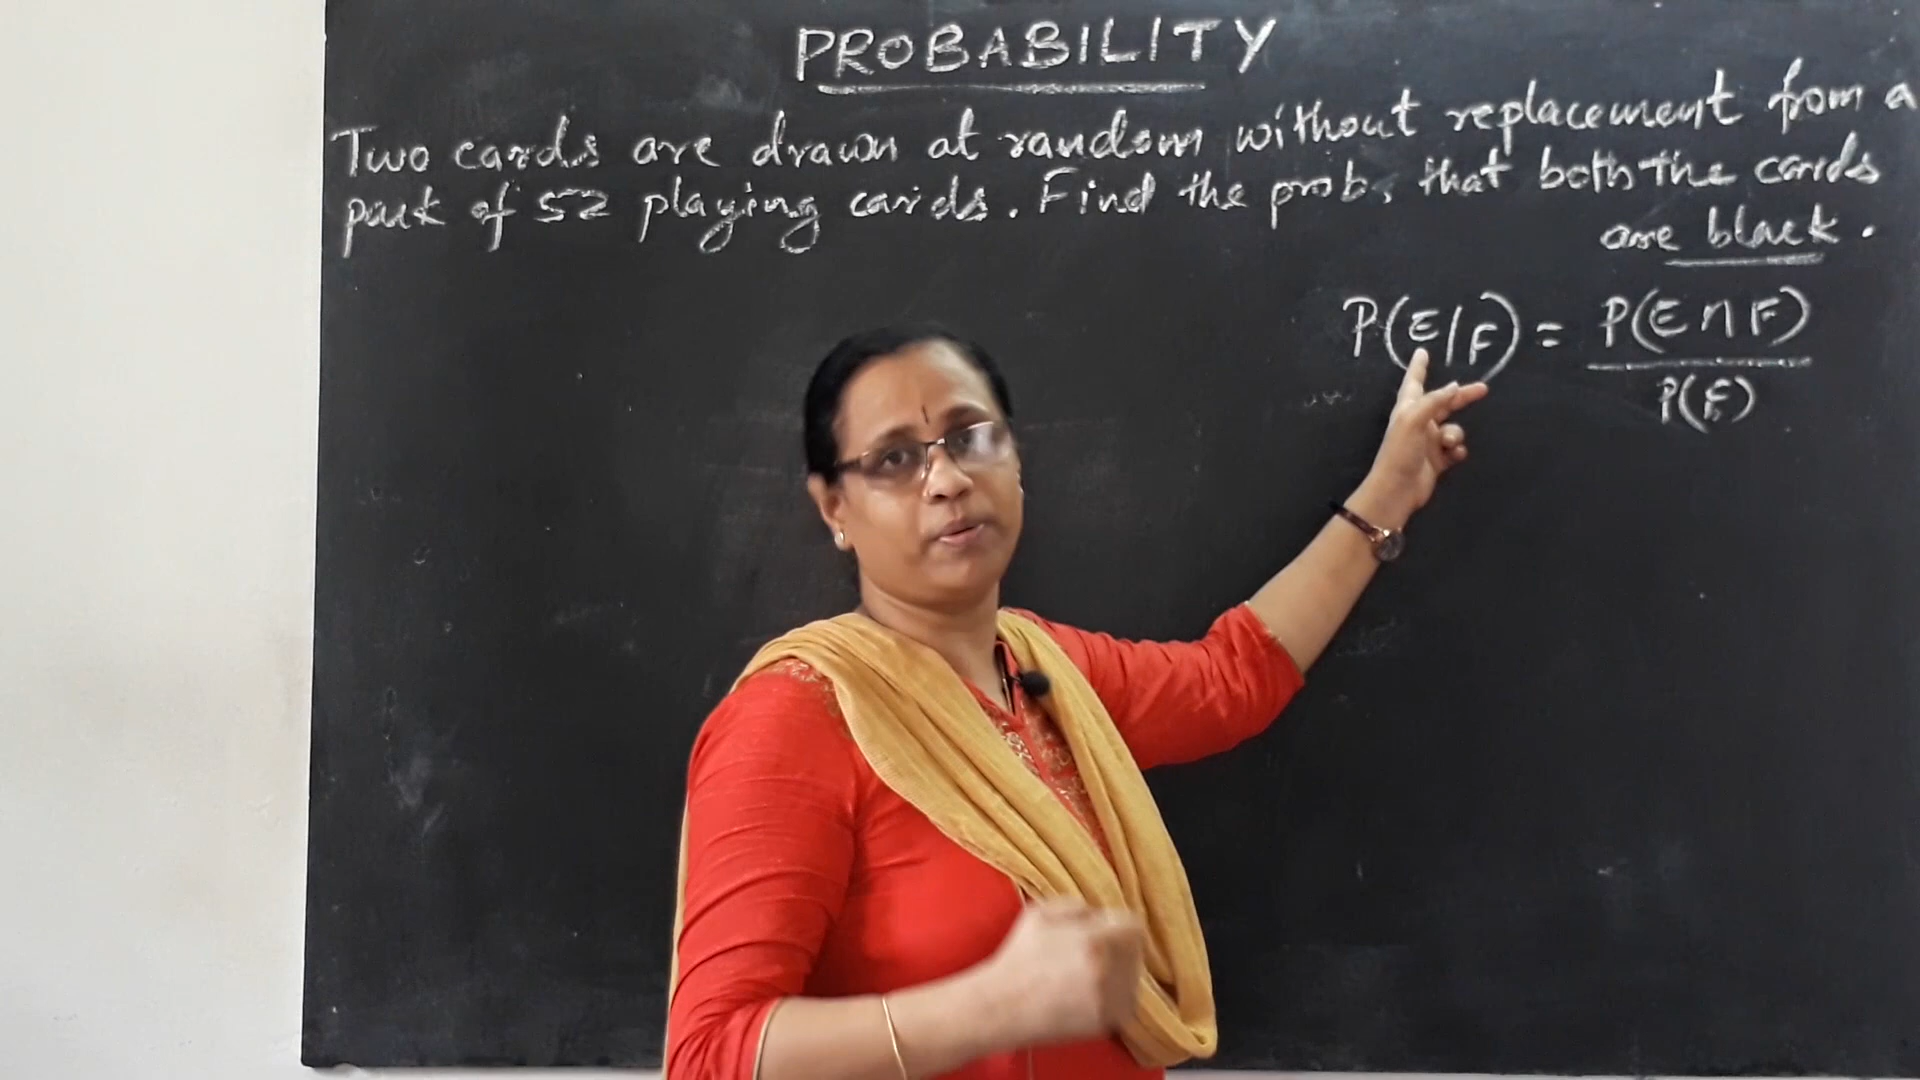 PROBABILITY
Two cards are drawn at random without replacement from a
pack of 52 playing cards. Find the prob. that both the cards
are black.
P(E/F) = P(E∩F)
P(F)